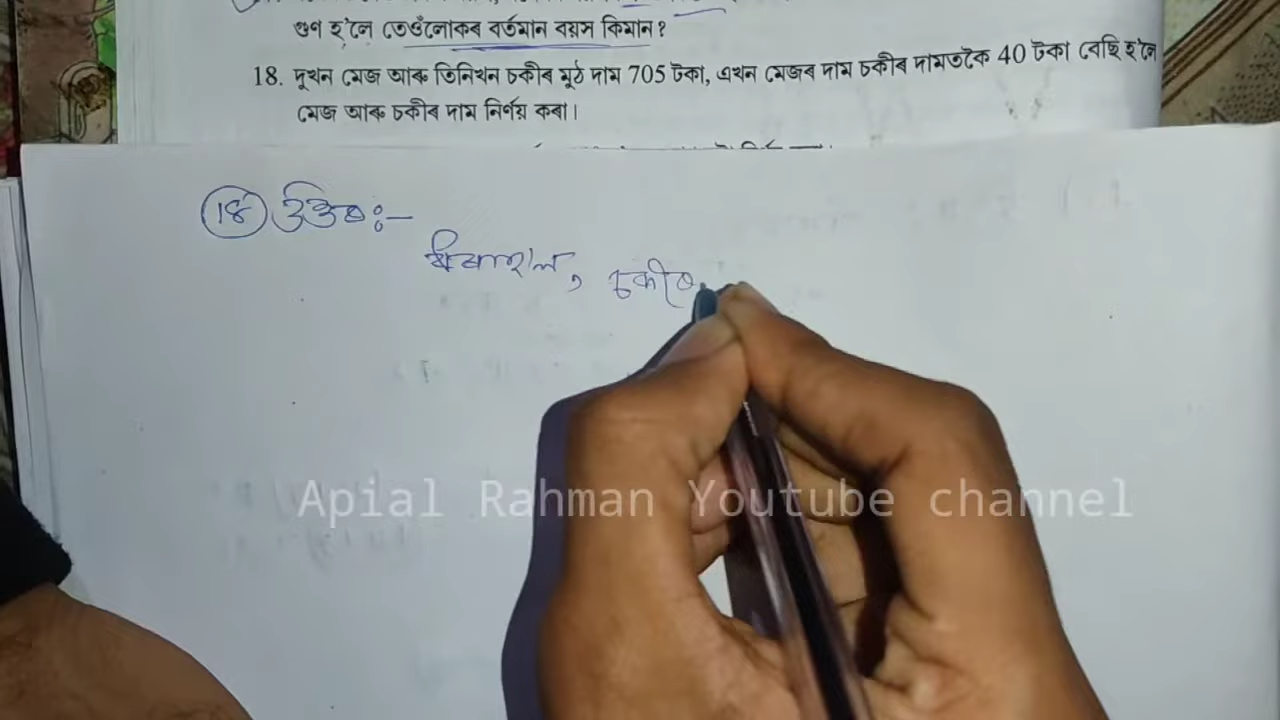 গুণ হ'লে তেওঁলোকৰ বৰ্তমান বয়স কিমান?
18. দুখন মেজ আৰু তিনিখন চকীৰ মুঠ দাম 705 টকা, এখন মেজৰ দাম চকীৰ দামতকৈ 40 টকা বেছি হ'লে
মেজ আৰু চকীৰ দাম নিৰ্ণয় কৰা।
১৪ উত্তৰঃ-
ধৰাহ'ল, চকীৰ
Apial Rahman Youtube channel